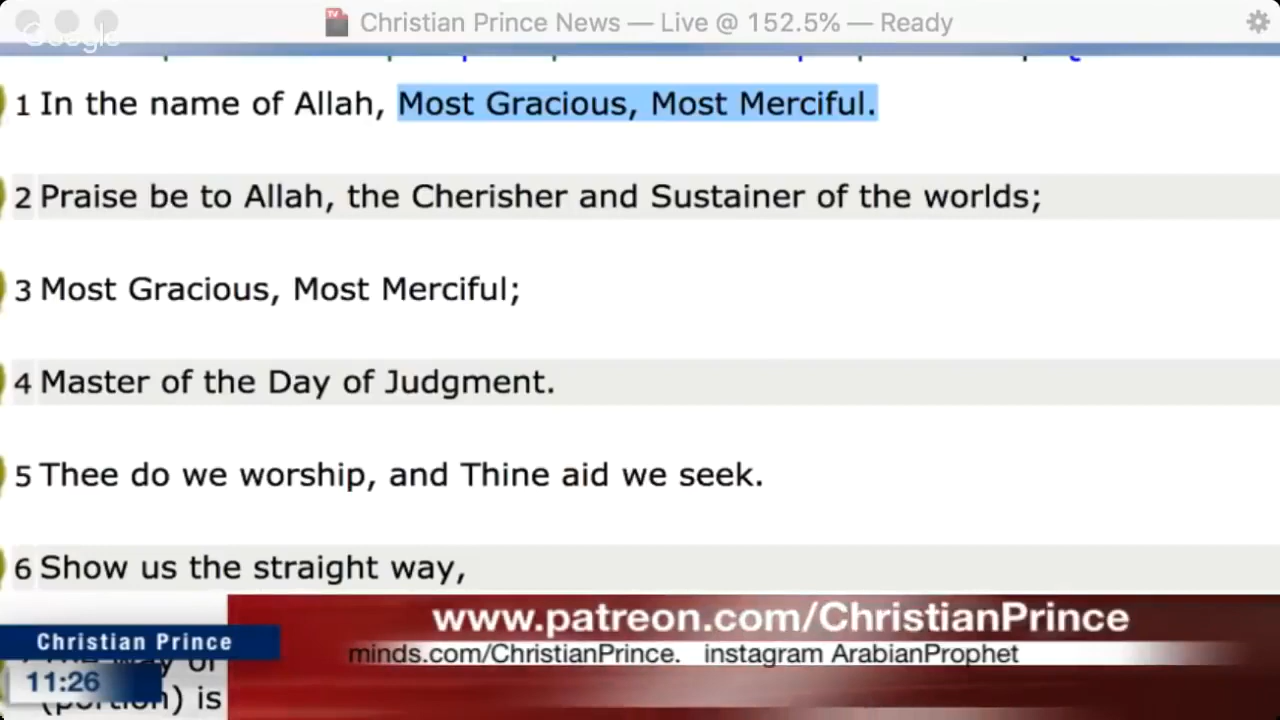 Christian Prince News — Live @ 152.5% — Ready
Google
1 In the name of Allah, Most Gracious, Most Merciful.
2 Praise be to Allah, the Cherisher and Sustainer of the worlds;
3 Most Gracious, Most Merciful;
4 Master of the Day of Judgment.
5 Thee do we worship, and Thine aid we seek.
6 Show us the straight way,
www.patreon.com/ChristianPrince
Christian Prince
minds.com/ChristianPrince. instagram ArabianProphet
way of
11:26
(portion) is